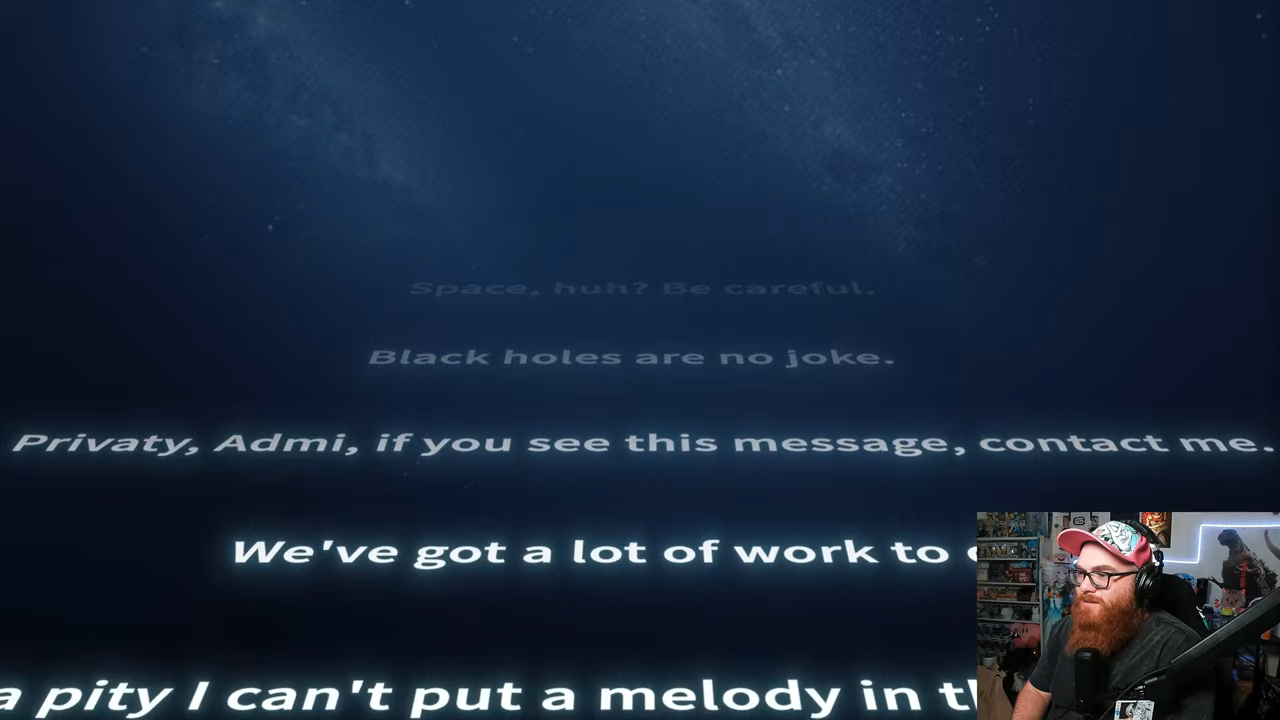 Space, huh? Be careful.
Black holes are no joke.
Privaty, Admi, if you see this message, contact me.
We've got a lot of work to
a pity I can't put a melody in